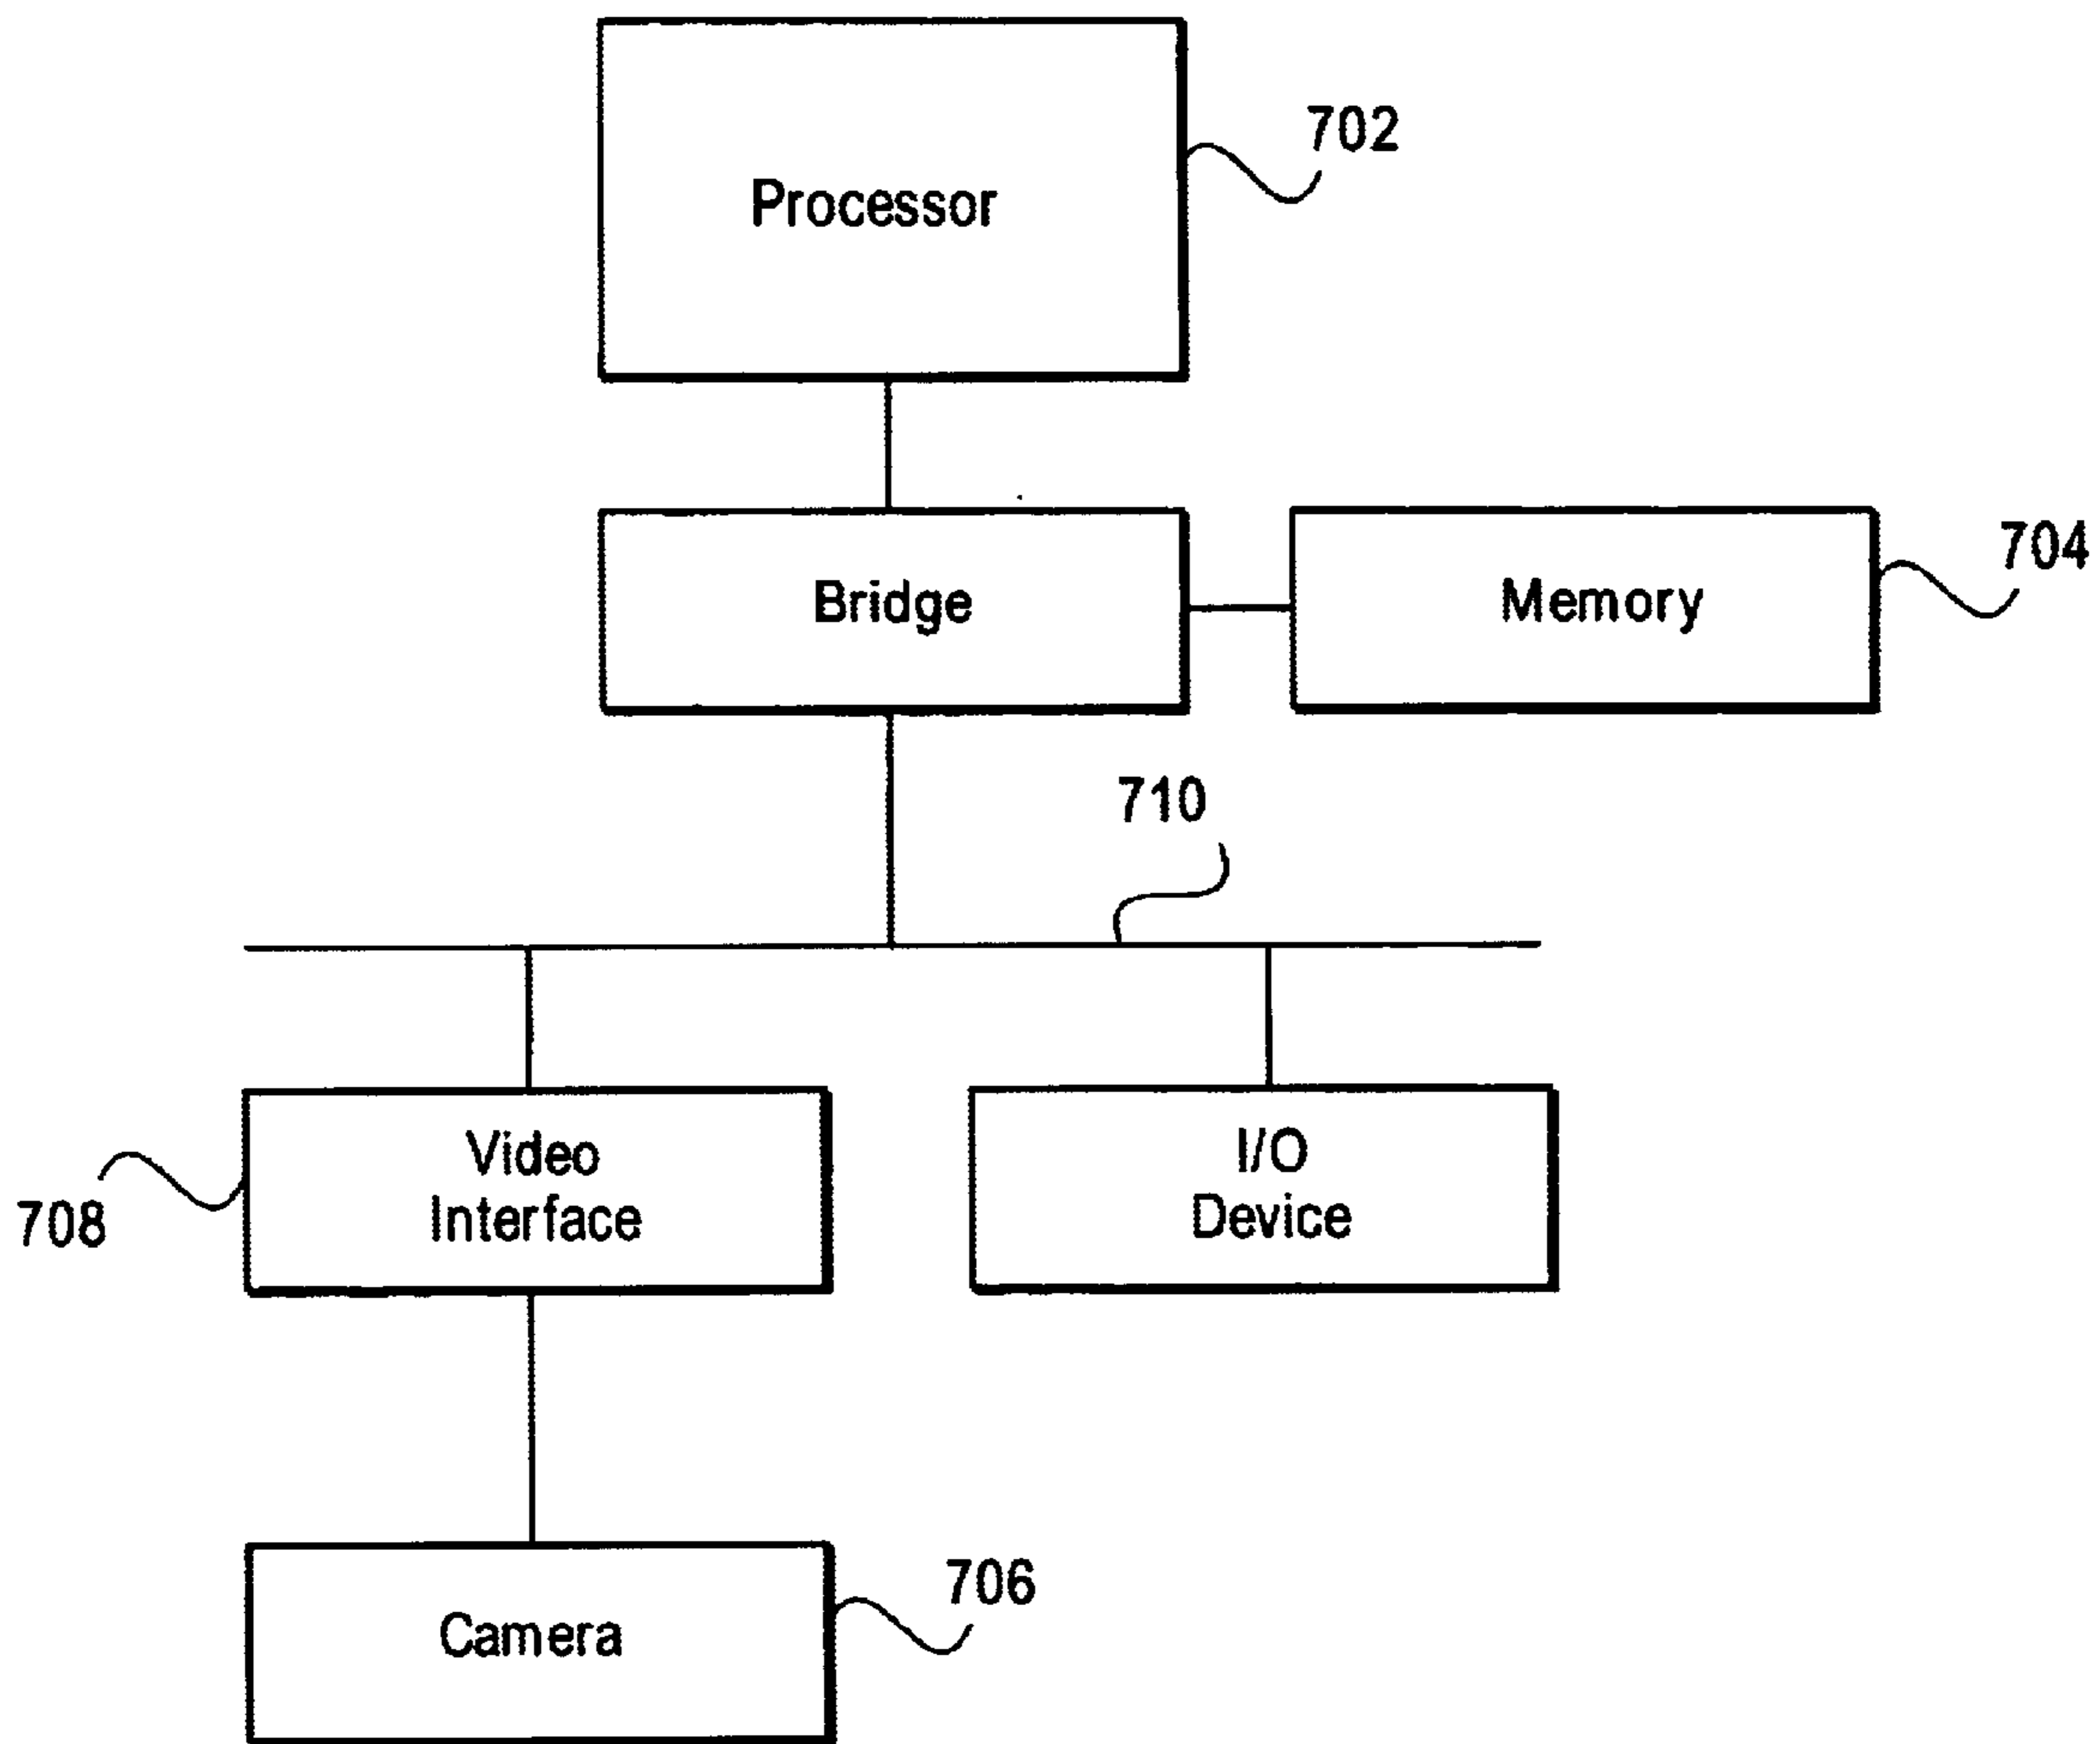 702
Processor
704
Bridge
Memory
710
Video
Interface
I/O
Device
708
706
Camera